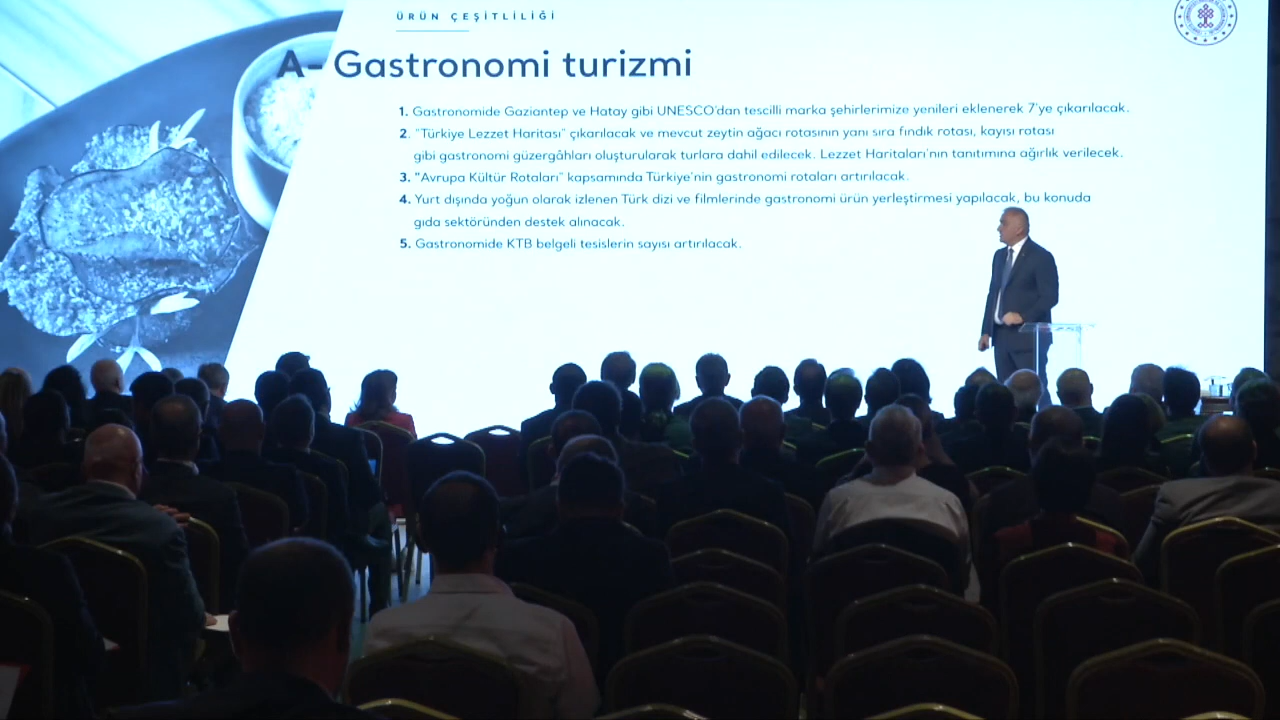 ÜRÜN ÇEŞİTLİLİĞİ
A- Gastronomi turizmi
1. Gastronomide Gaziantep ve Hatay gibi UNESCO'dan tescilli marka şehirlerimize yenileri eklenerek 7'ye çıkarılacak.
2. "Türkiye Lezzet Haritası" çıkarılacak ve mevcut zeytin ağacı rotasının yanı sıra fındık rotası, kayısı rotası
gibi gastronomi güzergâhları oluşturularak turlara dahil edilecek. Lezzet Haritaları'nın tanıtımına ağırlık verilecek.
3. "Avrupa Kültür Rotaları" kapsamında Türkiye'nin gastronomi rotaları artırılacak.
4. Yurt dışında yoğun olarak izlenen Türk dizi ve filmlerinde gastronomi ürün yerleştirmesi yapılacak, bu konuda
gıda sektöründen destek alınacak.
5. Gastronomide KTB belgeli tesislerin sayısı artırılacak.